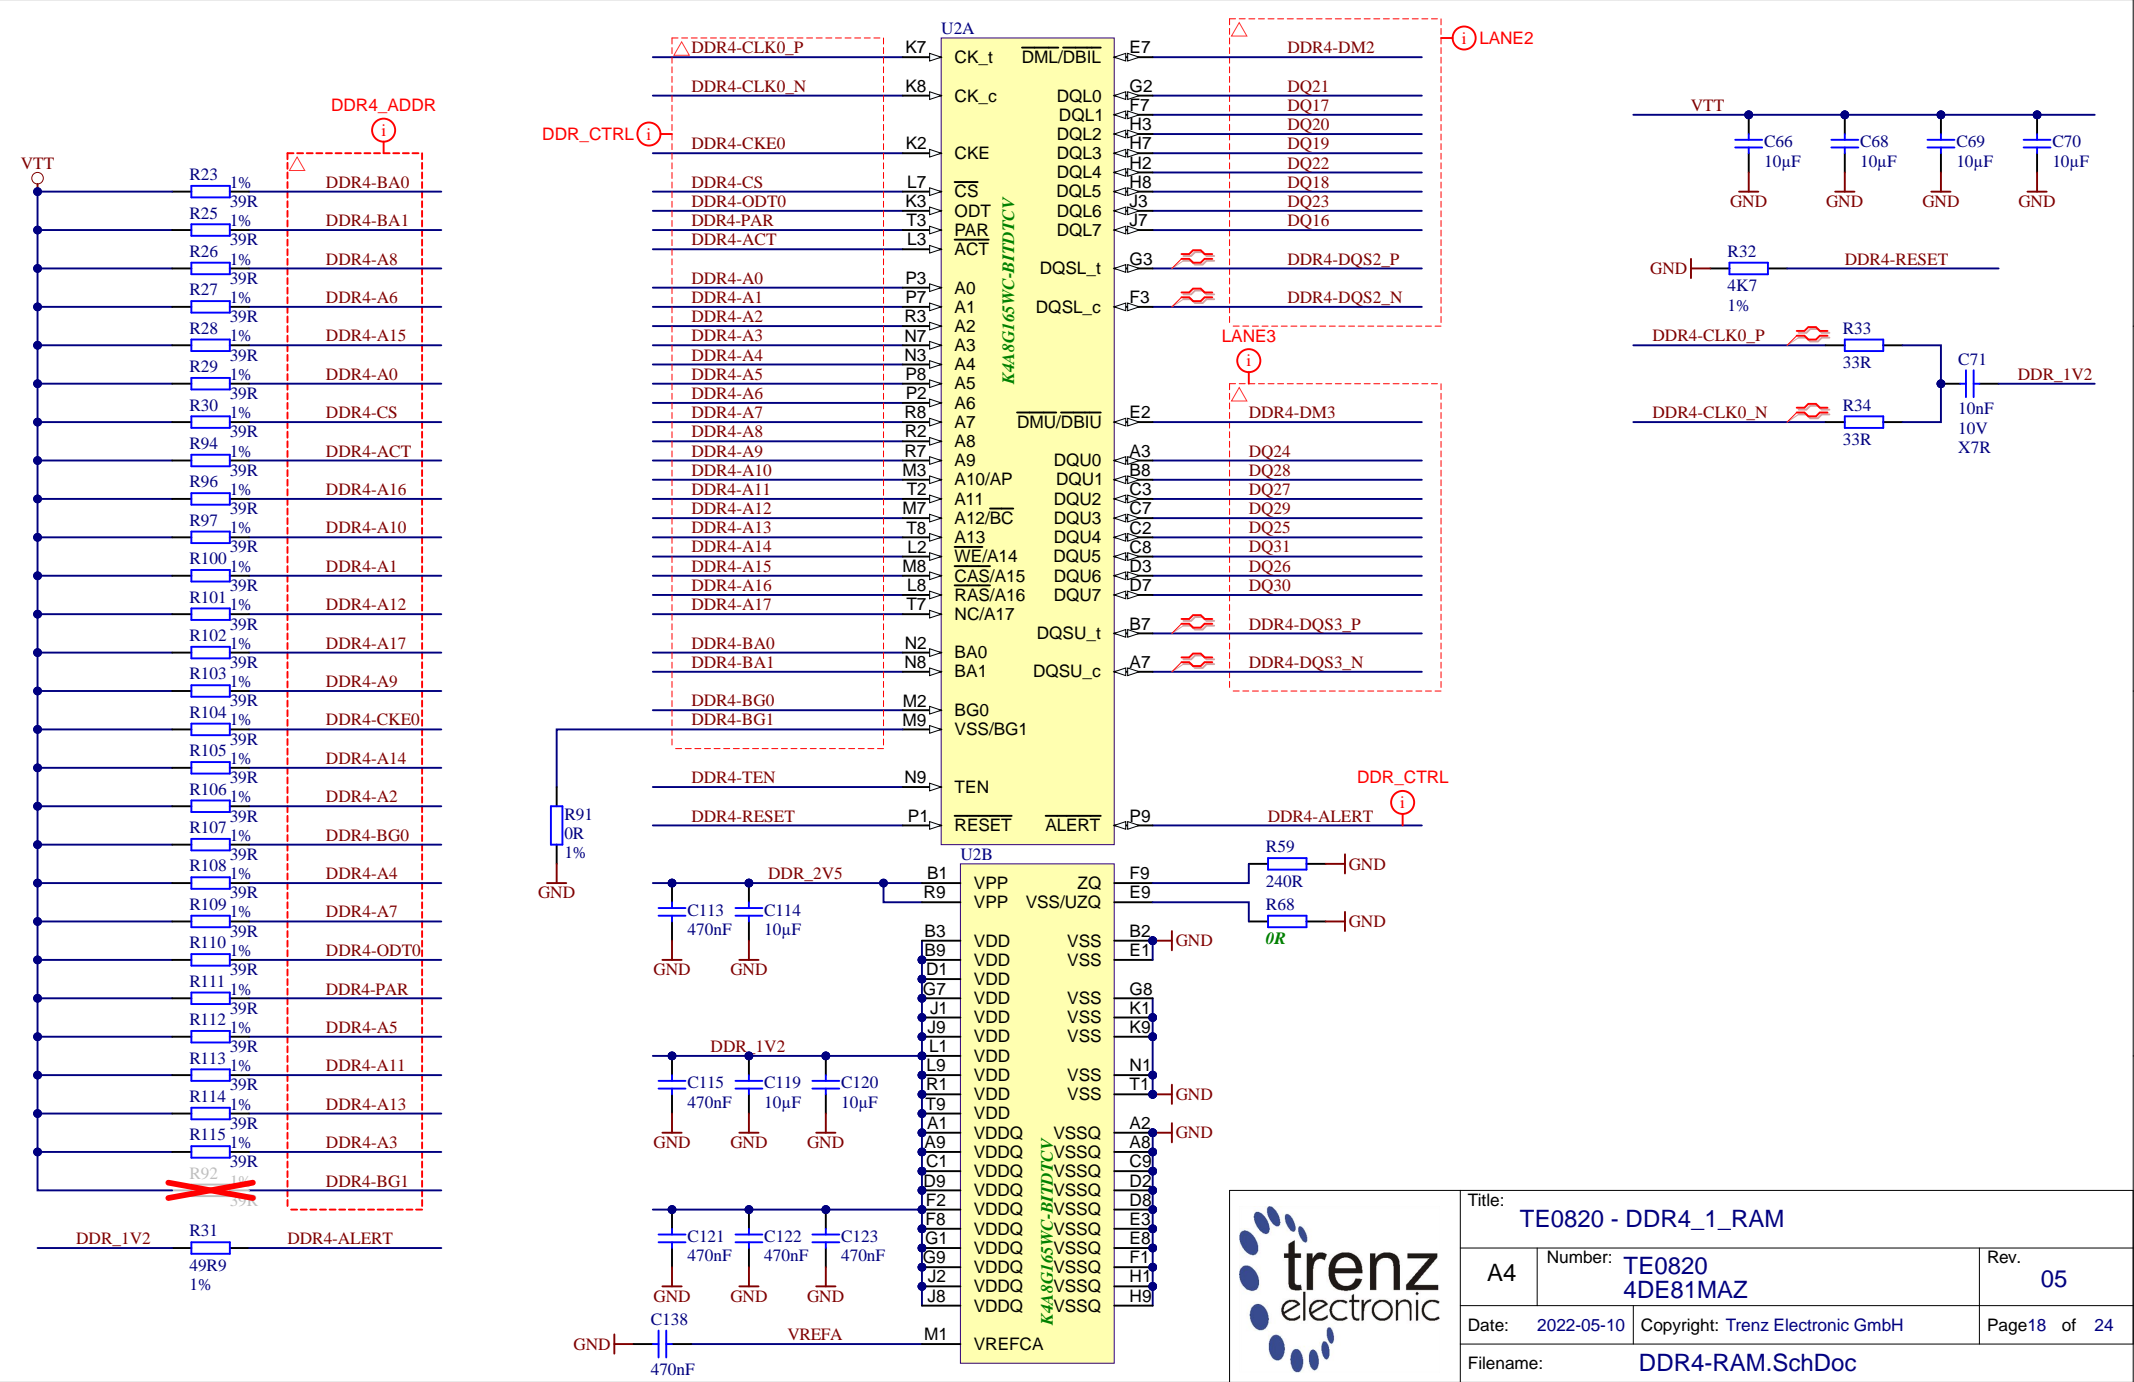 DDR4_ADDR
i
VTT
R23 1% 39R DDR4-BA0
R25 1% 39R DDR4-BA1
R26 1% 39R DDR4-A8
R27 1% 39R DDR4-A6
R28 1% 39R DDR4-A15
R29 1% 39R DDR4-A0
R30 1% 39R DDR4-CS
R94 1% 39R DDR4-ACT
R96 1% 39R DDR4-A16
R97 1% 39R DDR4-A10
R100 1% 39R DDR4-A1
R101 1% 39R DDR4-A12
R102 1% 39R DDR4-A17
R103 1% 39R DDR4-A9
R104 1% 39R DDR4-CKE0
R105 1% 39R DDR4-A14
R106 1% 39R DDR4-A2
R107 1% 39R DDR4-BG0
R108 1% 39R DDR4-A4
R109 1% 39R DDR4-A7
R110 1% 39R DDR4-ODT0
R111 1% 39R DDR4-PAR
R112 1% 39R DDR4-A5
R113 1% 39R DDR4-A11
R114 1% 39R DDR4-A13
R115 1% 39R DDR4-A3
R92 1% 39R DDR4-BG1
DDR_1V2 R31 DDR4-ALERT
49R9
1%
U2A
DDR_CTRL i
DDR4-CLK0_P K7 CK_t
DDR4-CLK0_N K8 CK_c
DDR4-CKE0 K2 CKE
DDR4-CS L7 CS
DDR4-ODT0 K3 ODT
DDR4-PAR T3 PAR
DDR4-ACT L3 ACT
DDR4-A0 P3 A0
DDR4-A1 P7 A1
DDR4-A2 R3 A2
DDR4-A3 N7 A3
DDR4-A4 N3 A4
DDR4-A5 P8 A5
DDR4-A6 P2 A6
DDR4-A7 R8 A7
DDR4-A8 R2 A8
DDR4-A9 R7 A9
DDR4-A10 M3 A10/AP
DDR4-A11 T2 A11
DDR4-A12 M7 A12/BC
DDR4-A13 T8 A13
DDR4-A14 L2 WE/A14
DDR4-A15 M8 CAS/A15
DDR4-A16 L8 RAS/A16
DDR4-A17 T7 NC/A17
DDR4-BA0 N2 BA0
DDR4-BA1 N8 BA1
DDR4-BG0 M2 BG0
DDR4-BG1 M9 VSS/BG1
DDR4-TEN N9 TEN
DDR4-RESET P1 RESET
R91
0R
1%
GND
K4A8G165WC-BITDTCV
i LANE2
DML/DBIL E7 DDR4-DM2
DQL0 G2 DQ21
DQL1 F7 DQ17
DQL2 H3 DQ20
DQL3 H7 DQ19
DQL4 H2 DQ22
DQL5 H8 DQ18
DQL6 J3 DQ23
DQL7 J7 DQ16
DQSL_t G3 DDR4-DQS2_P
DQSL_c F3 DDR4-DQS2_N
LANE3
i
DMU/DBIU E2 DDR4-DM3
DQU0 A3 DQ24
DQU1 B8 DQ28
DQU2 C3 DQ27
DQU3 C7 DQ29
DQU4 C2 DQ25
DQU5 C8 DQ31
DQU6 D3 DQ26
DQU7 D7 DQ30
DQSU_t B7 DDR4-DQS3_P
DQSU_c A7 DDR4-DQS3_N
DDR_CTRL
i
ALERT P9 DDR4-ALERT
VTT
C66 C68 C69 C70
10µF 10µF 10µF 10µF
GND GND GND GND
R32
GND DDR4-RESET
4K7
1%
DDR4-CLK0_P R33
33R
C71
DDR_1V2
10nF
10V
X7R
DDR4-CLK0_N R34
33R
U2B
DDR_2V5 B1 VPP
R9 VPP
C113 C114
470nF 10µF
GND GND
B3 VDD
B9 VDD
D1 VDD
G7 VDD
J1 VDD
J9 VDD
DDR_1V2 L1 VDD
L9 VDD
R1 VDD
T9 VDD
C115 C119 C120
470nF 10µF 10µF
GND GND GND
A1 VDDQ
A9 VDDQ
C1 VDDQ
D9 VDDQ
F2 VDDQ
F8 VDDQ
G1 VDDQ
G9 VDDQ
J2 VDDQ
J8 VDDQ
C121 C122 C123
470nF 470nF 470nF
GND GND GND
C138
GND VREFA M1 VREFCA
470nF
K4A8G165WC-BITDTCV
R59
ZQ F9 GND
240R
VSS/UZQ E9
R68 GND
0R
VSS B2 GND
VSS E1
VSS G8
VSS K1
VSS K9
VSS N1
VSS T1 GND
VSSQ A2 GND
VSSQ A8
VSSQ C9
VSSQ D2
VSSQ D8
VSSQ E3
VSSQ E8
VSSQ F1
VSSQ H1
VSSQ H9
trenz
electronic
Title:
TE0820 - DDR4_1_RAM
A4 Number: TE0820
4DE81MAZ
Rev.
05
Date: 2022-05-10 Copyright: Trenz Electronic GmbH Page18 of 24
Filename: DDR4-RAM.SchDoc